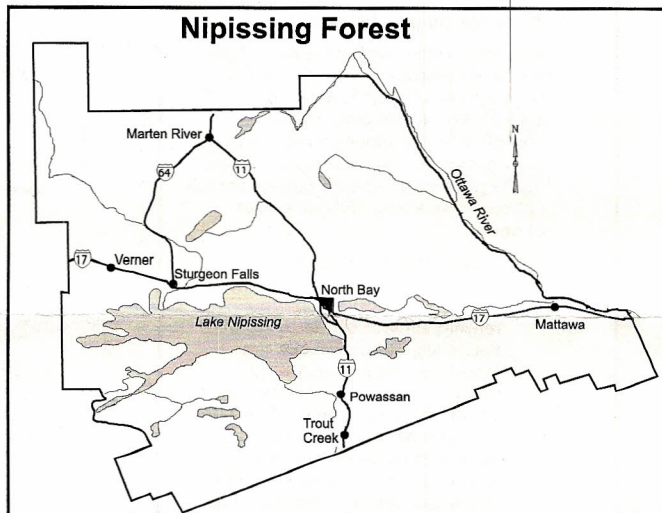 Nipissing Forest
Marten River
64
11
N
Ottawa River
17
Verner
Sturgeon Falls
North Bay
Lake Nipissing
17
Mattawa
11
Powassan
Trout
Creek